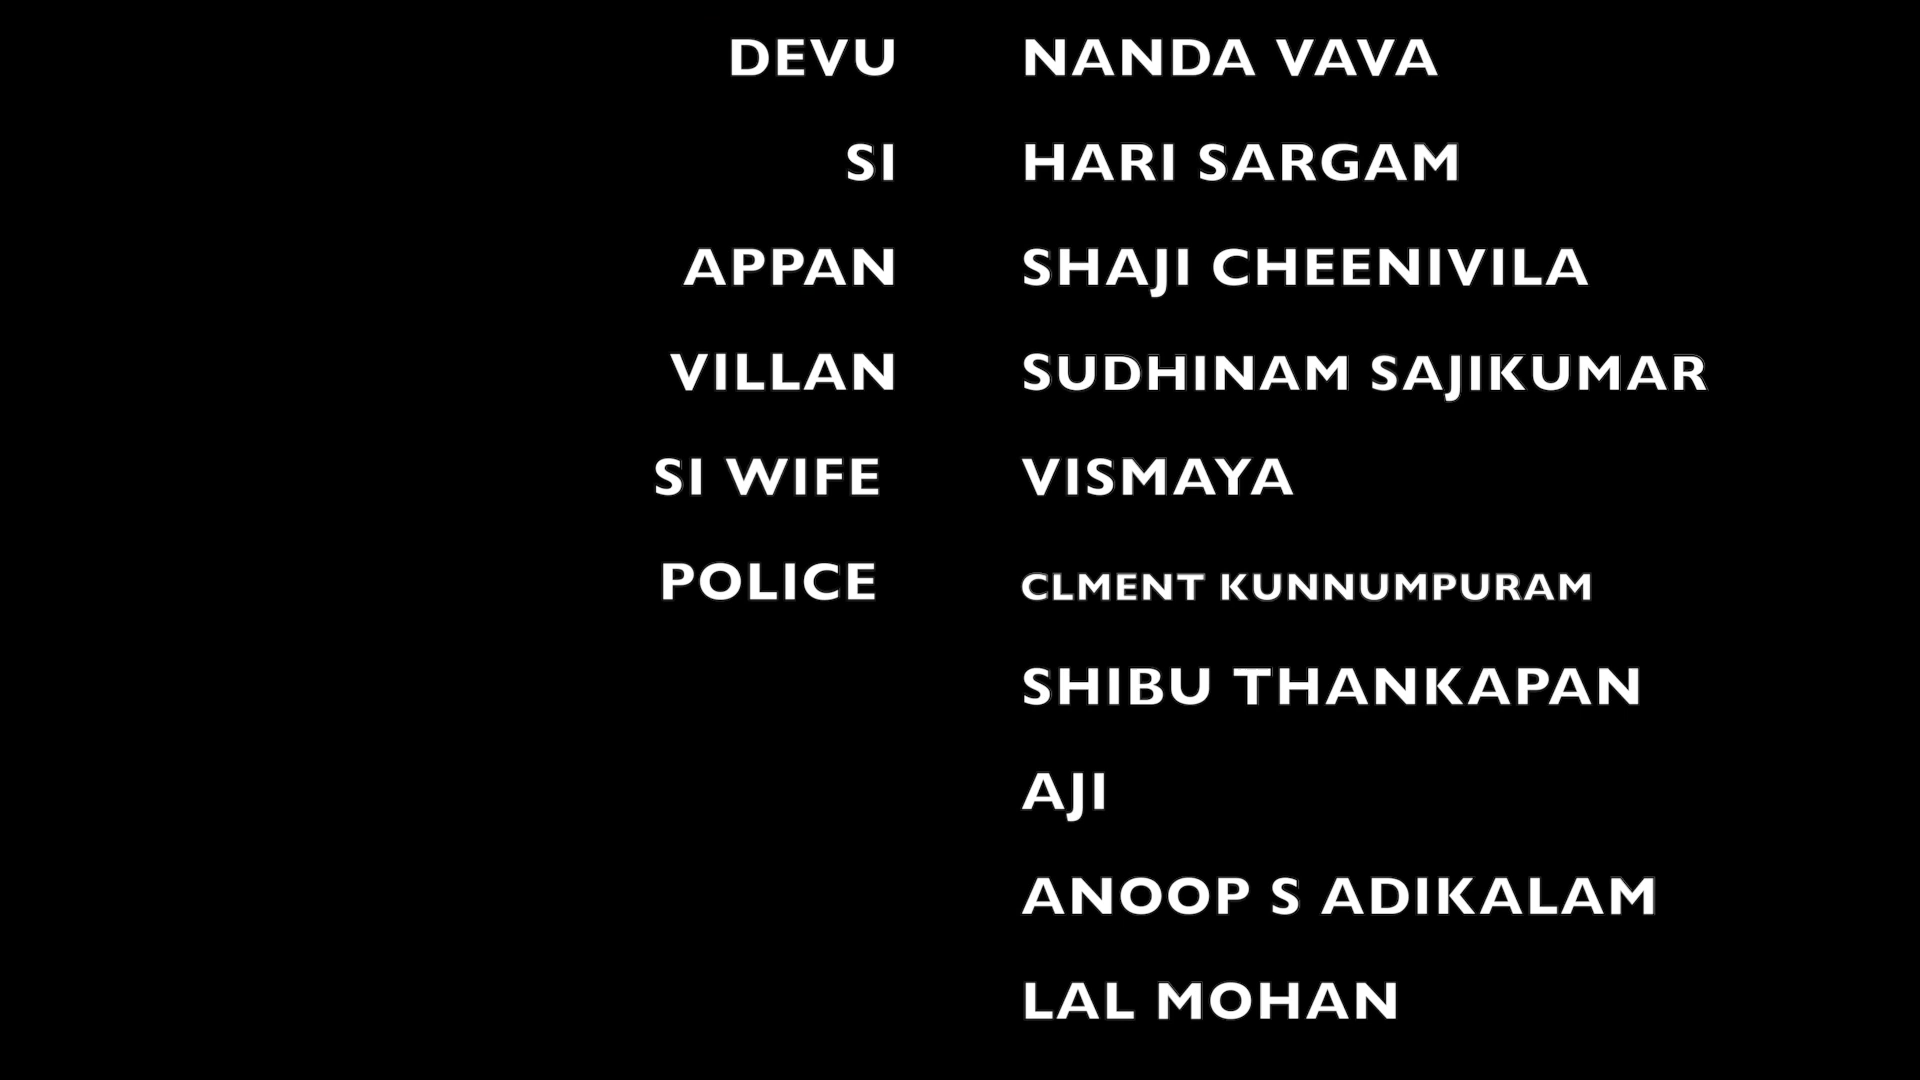 DEVU NANDA VAVA
SI HARI SARGAM
APPAN SHAJI CHEENIVILA
VILLAN SUDHINAM SAJIKUMAR
SI WIFE VISMAYA
POLICE CLMENT KUNNUMPURAM
SHIBU THANKAPAN
AJI
ANOOP S ADIKALAM
LAL MOHAN